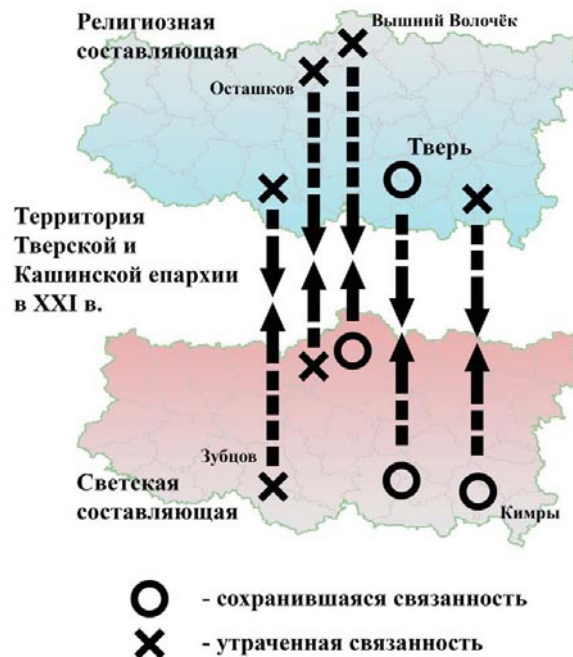 Религиозная
составляющая
Вышний Волочёк
Осташков
Тверь
Территория
Тверской и
Кашинской епархии
в XXI в.
Зубцов
Светская
составляющая
Кимры
- сохранившаяся связанность
- утраченная связанность